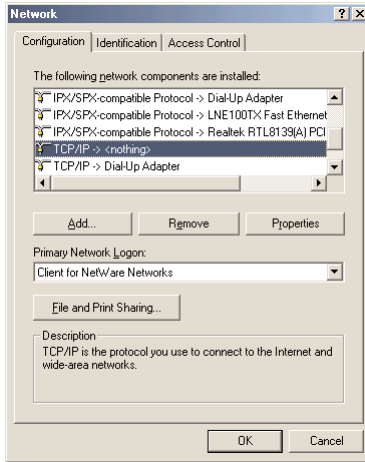 Network
Configuration Identification Access Control
The following network components are installed:
IPX/SPX-compatible Protocol -> Dial-Up Adapter
IPX/SPX-compatible Protocol -> LNE100TX Fast Ethernet
IPX/SPX-compatible Protocol -> Realtek RTL8139(A) PCI
TCP/IP -> <nothing>
TCP/IP -> Dial-Up Adapter
Add... Remove Properties
Primary Network Logon:
Client for NetWare Networks
File and Print Sharing...
Description
TCP/IP is the protocol you use to connect to the Internet and
wide-area networks.
OK Cancel